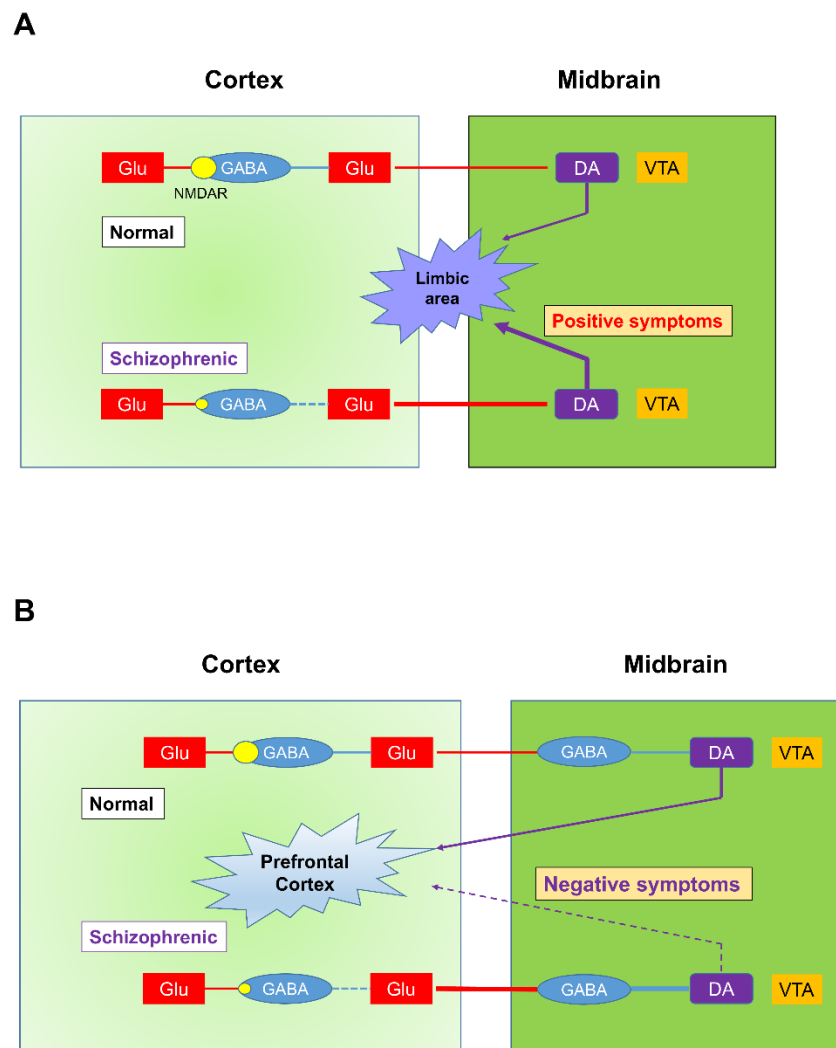 A
Cortex Midbrain
Glu GABA Glu DA VTA
NMDAR
Normal
Limbic
area
Positive symptoms
Schizophrenic
Glu GABA Glu DA VTA
B
Cortex Midbrain
Glu GABA Glu GABA DA VTA
Normal
Prefrontal
Cortex
Negative symptoms
Schizophrenic
Glu GABA Glu GABA DA VTA